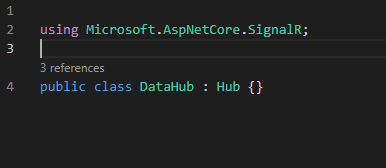 1
2 using Microsoft.AspNetCore.SignalR;
3
3 references
4 public class DataHub : Hub {}